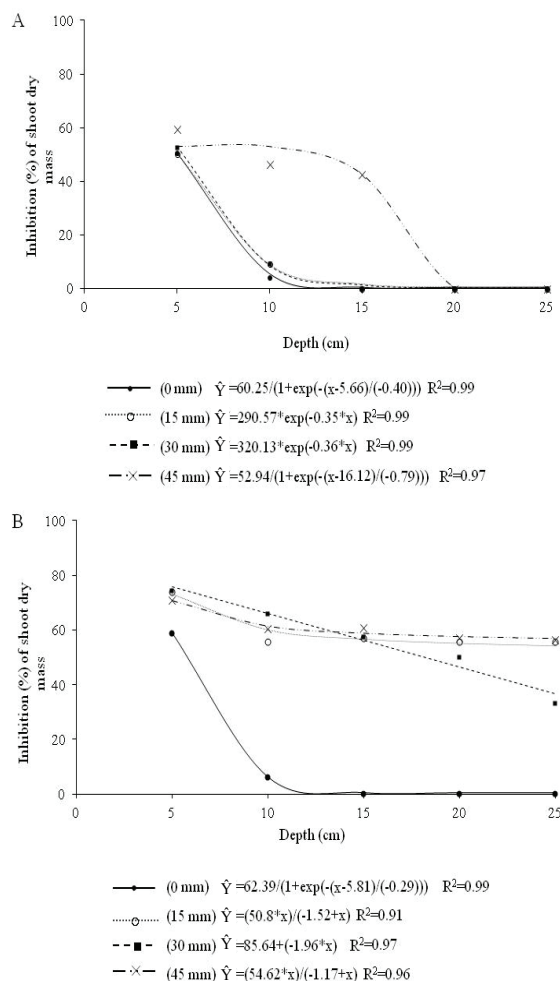 A
100
80
60
40
20
0
Inhibition (%) of shoot dry
mass
0 5 10 15 20 25
Depth (cm)
(0 mm) Ŷ =60.25/(1+exp(-(x-5.66)/(-0.40))) R²=0.99
(15 mm) Ŷ =290.57*exp(-0.35*x) R²=0.99
(30 mm) Ŷ =320.13*exp(-0.36*x) R²=0.99
(45 mm) Ŷ =52.94/(1+exp(-(x-16.12)/(-0.79))) R²=0.97
B
100
80
60
40
20
0
Inhibition (%) of shoot dry
mass
0 5 10 15 20 25
Depth (cm)
(0 mm) Ŷ =62.39/(1+exp(-(x-5.81)/(-0.29))) R²=0.99
(15 mm) Ŷ =(50.8*x)/(-1.52+x) R²=0.91
(30 mm) Ŷ =85.64+(-1.96*x) R²=0.97
(45 mm) Ŷ =(54.62*x)/(-1.17+x) R²=0.96